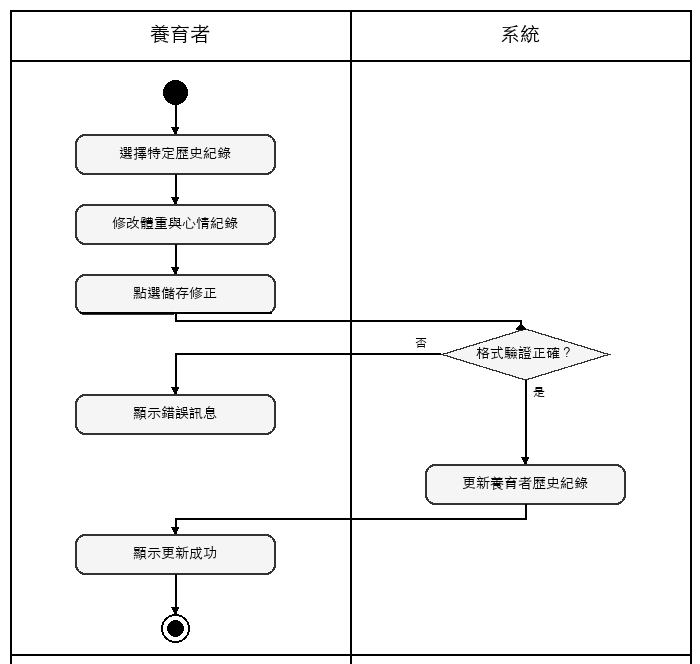 養育者
系統
選擇特定歷史紀錄
修改體重與心情紀錄
點選儲存修正
格式驗證正確？
否
是
顯示錯誤訊息
更新養育者歷史紀錄
顯示更新成功